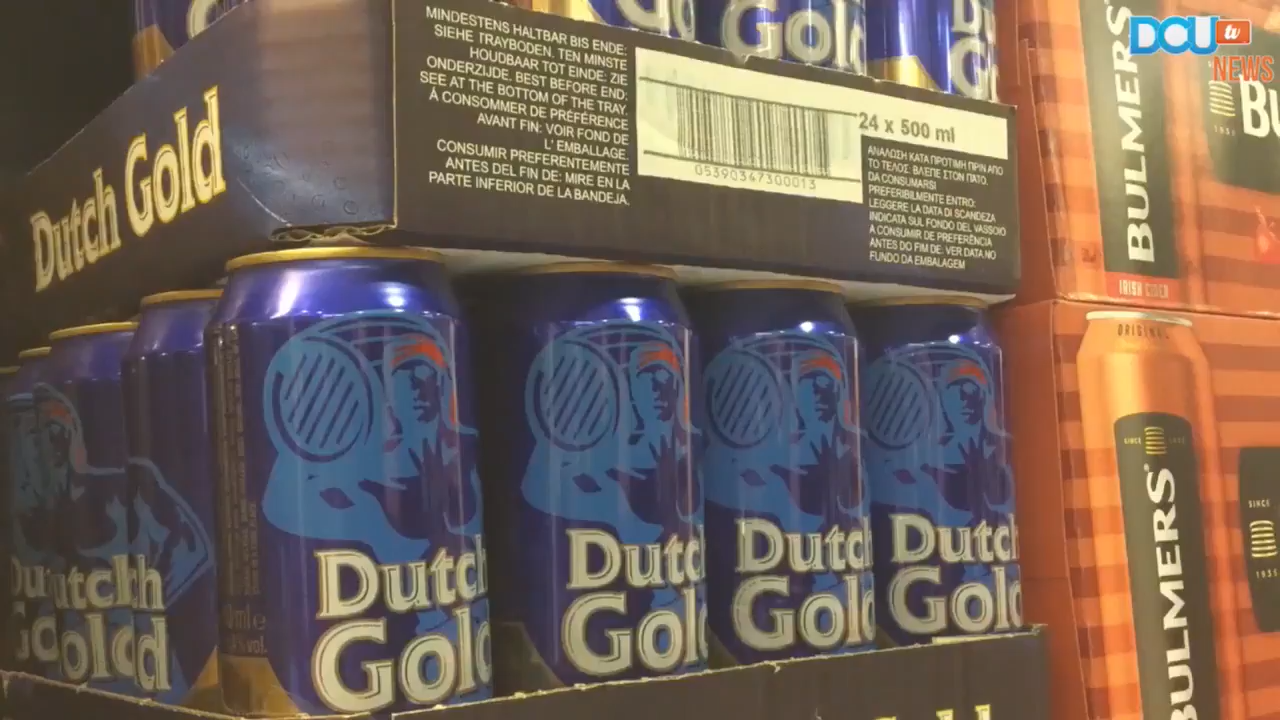 DCU tv
NEWS
Dutch Gold
MINDESTENS HALTBAR BIS ENDE:
SIEHE TRAYBODEN. TEN MINSTE
HOUDBAAR TOT EINDE: ZIE
ONDERZIJDE. BEST BEFORE END:
SEE AT THE BOTTOM OF THE TRAY.
Á CONSOMMER DE PRÉFÉRENCE
AVANT FIN: VOIR FOND DE
L' EMBALLAGE.
CONSUMIR PREFERENTEMENTE
ANTES DEL FIN DE: MIRE EN LA
PARTE INFERIOR DE LA BANDEJA.
24 x 500 ml
05390347300013
ΑΝΑΛΩΣΗ ΚΑΤΑ ΠΡΟΤΙΜΗ ΠΡΙΝ ΑΠΟ
ΤΟ ΤΕΛΟΣ: ΒΛΕΠΕ ΣΤΟΝ ΠΑΤΟ.
DA CONSUMARSI
PREFERIBILMENTE ENTRO:
LEGGERE LA DATA DI SCANDEZA
INDICATA SUL FONDO DEL VASSOIO
A CONSUMIR DE PREFERÊNCIA
ANTES DO FIM DE: VER DATA NO
FUNDO DA EMBALAGEM
BULMERS
IRISH CIDER
Dutch
Gold
Dutch
Gold
Dutch
Gold
Dutch
Gold
ORIGINAL
SINCE 1935
BULMERS
SINCE
1935